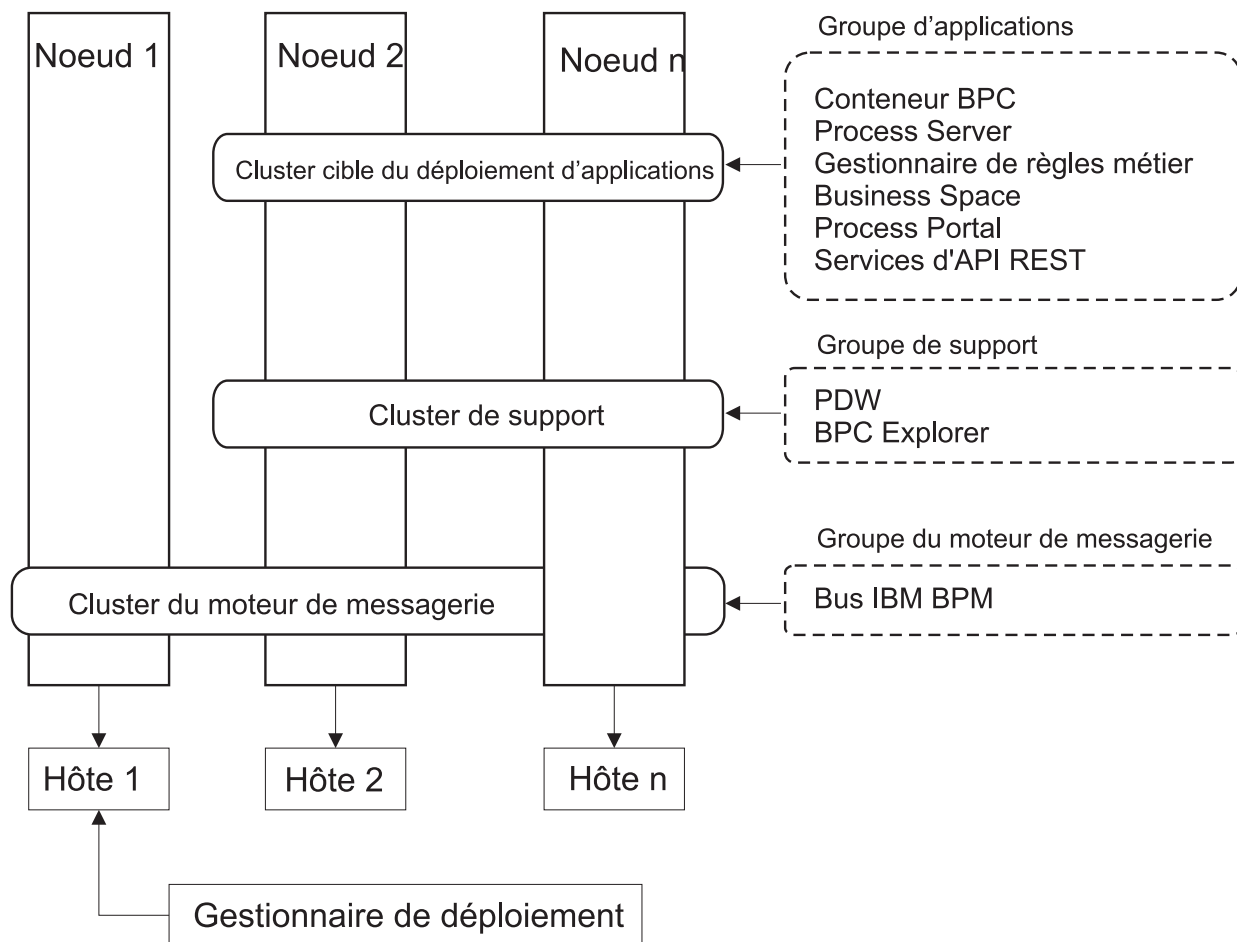 Noeud 1
Noeud 2
Noeud n
Groupe d’applications
Conteneur BPC
Process Server
Gestionnaire de règles métier
Business Space
Process Portal
Services d'API REST
Cluster cible du déploiement d’applications
Groupe de support
PDW
BPC Explorer
Cluster de support
Groupe du moteur de messagerie
Bus IBM BPM
Cluster du moteur de messagerie
Hôte 1
Hôte 2
Hôte n
Gestionnaire de déploiement